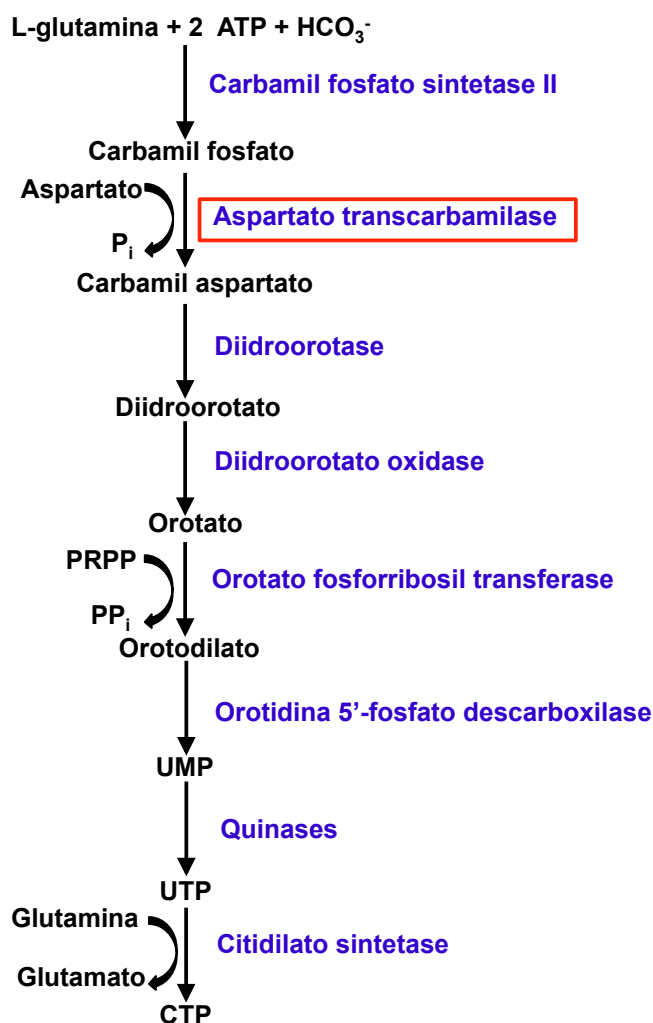 L-glutamina + 2 ATP + HCO₃⁻
Carbamil fosfato sintetase II
Carbamil fosfato
Aspartato
Aspartato transcarbamilase
Pᵢ
Carbamil aspartato
Diidroorotase
Diidroorotato
Diidroorotato oxidase
Orotato
PRPP
Orotato fosforribosil transferase
PPᵢ
Orotodilato
Orotidina 5’-fosfato descarboxilase
UMP
Quinases
UTP
Glutamina
Citidilato sintetase
Glutamato
CTP